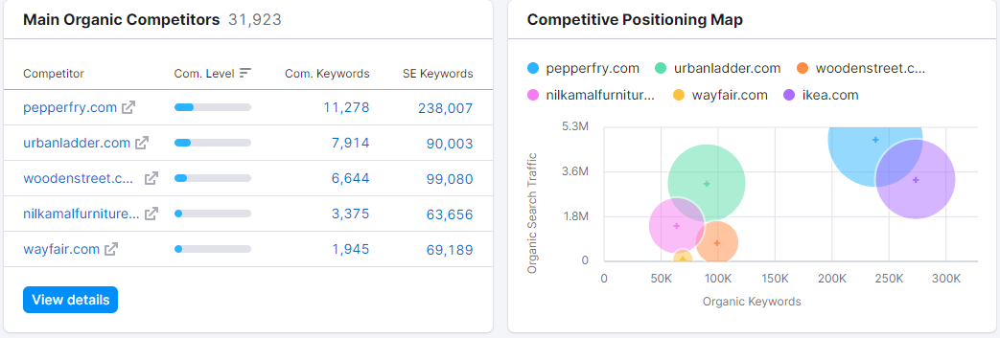 Main Organic Competitors 31,923
Competitor Com. Level Com. Keywords SE Keywords
pepperfry.com 11,278 238,007
urbanladder.com 7,914 90,003
woodenstreet.c... 6,644 99,080
nilkamalfurniture... 3,375 63,656
wayfair.com 1,945 69,189
View details
Competitive Positioning Map
pepperfry.com urbanladder.com woodenstreet.c...
nilkamalfurnitur... wayfair.com ikea.com
Organic Search Traffic
5.3M
3.6M
1.8M
0
0 50K 100K 150K 200K 250K 300K
Organic Keywords